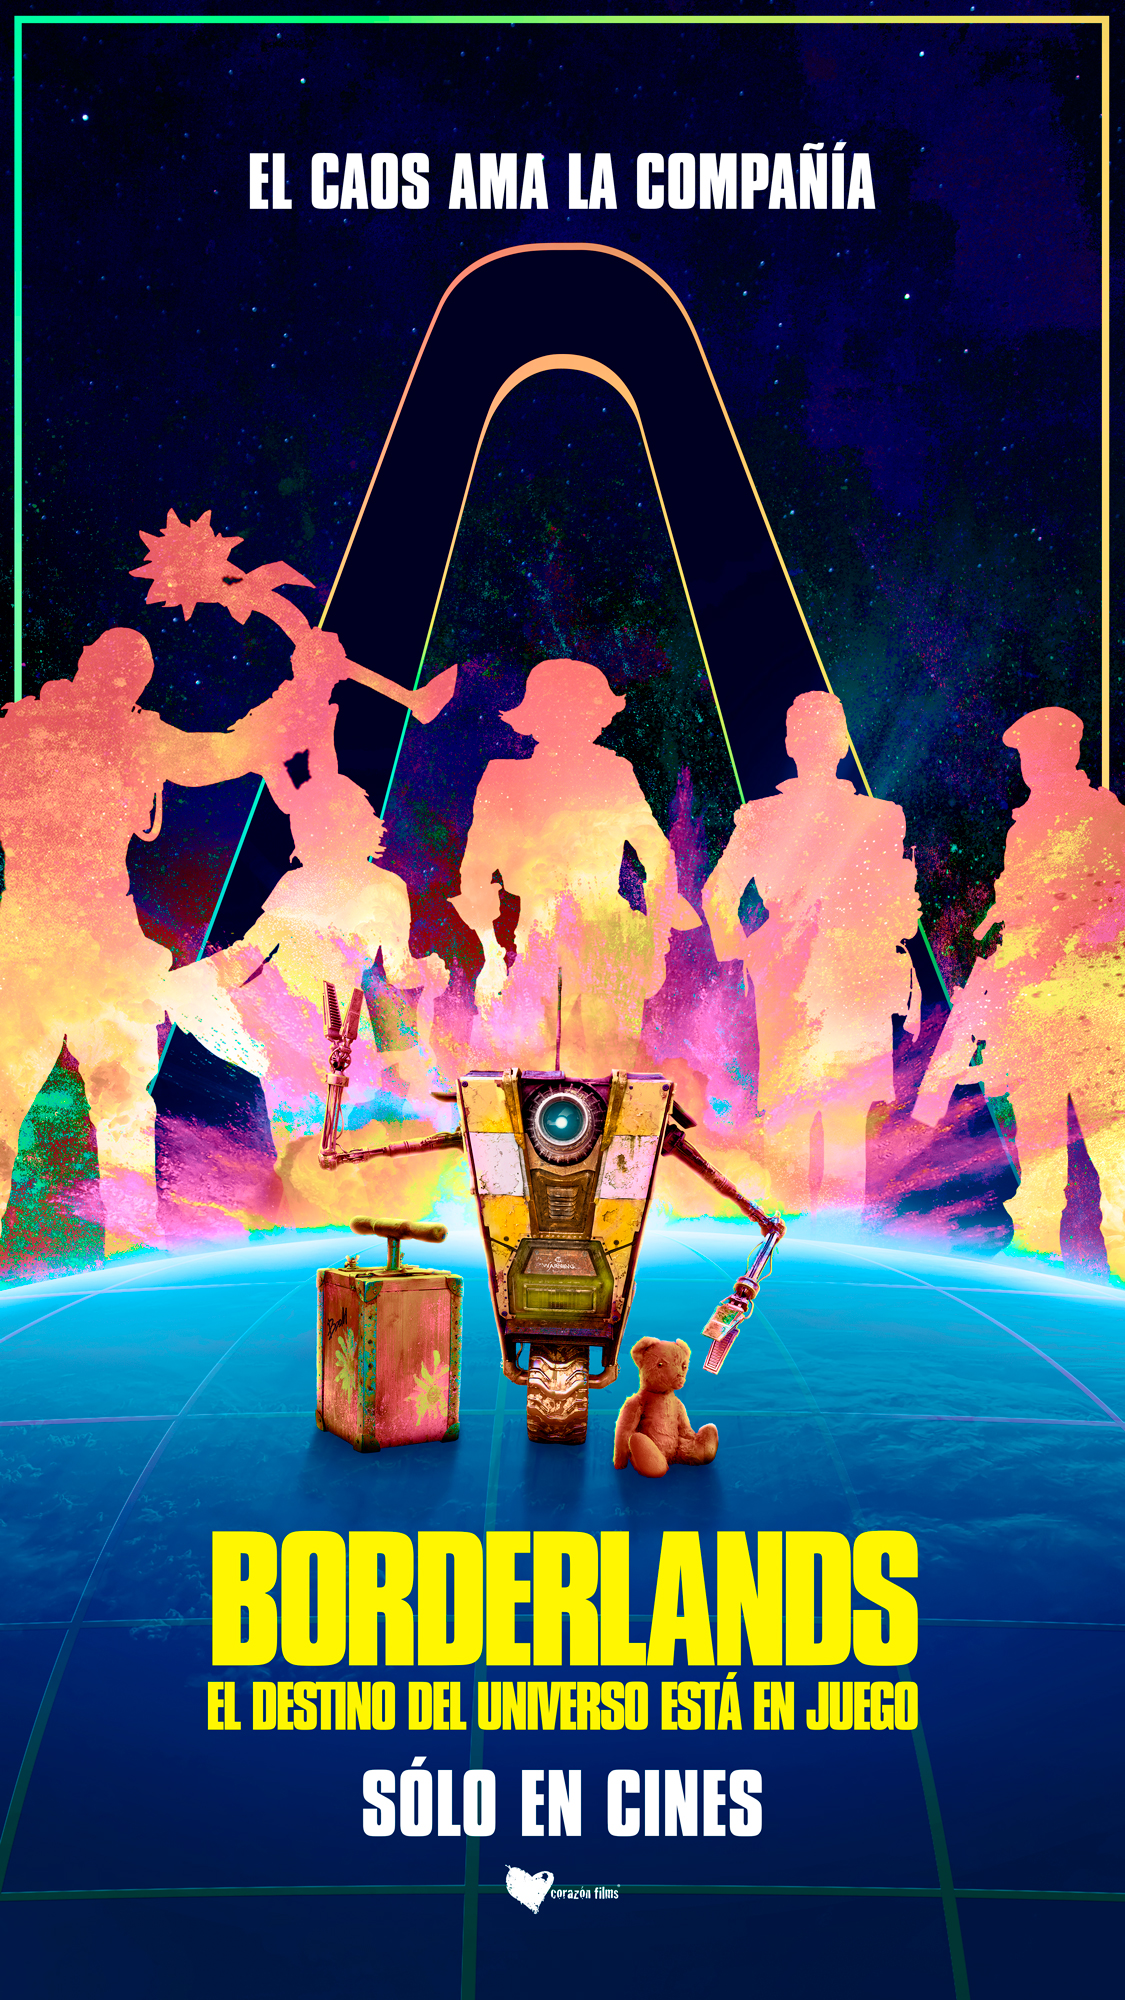 EL CAOS AMA LA COMPAÑÍA
WARNING
BOOM
BORDERLANDS
EL DESTINO DEL UNIVERSO ESTÁ EN JUEGO
SÓLO EN CINES
corazón films